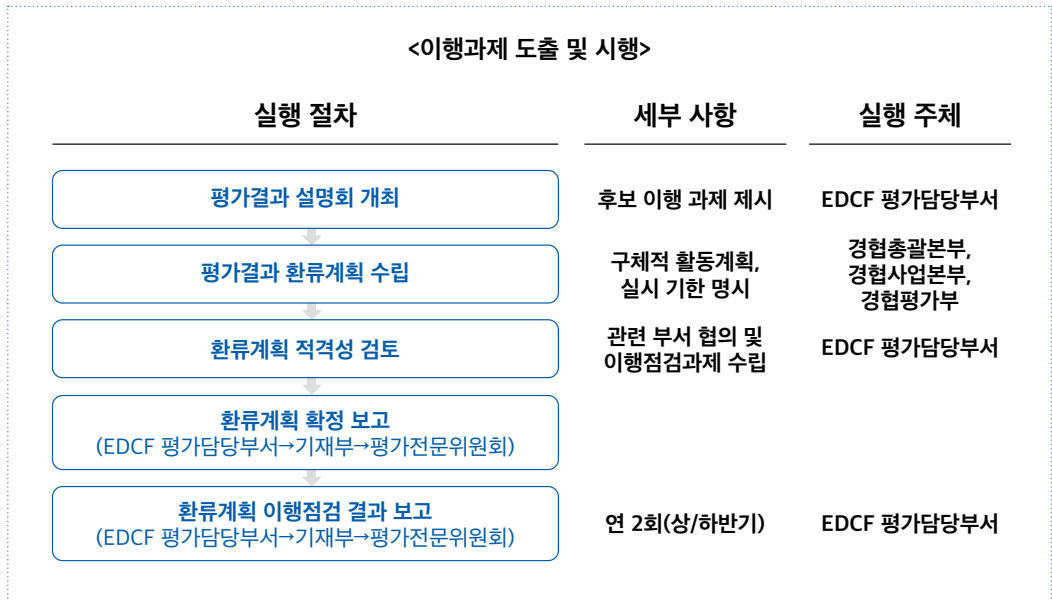 <이행과제 도출 및 시행>
실행 절차
세부 사항
실행 주체
평가결과 설명회 개최
후보 이행 과제 제시
EDCF 평가담당부서
평가결과 환류계획 수립
구체적 활동계획,
실시 기한 명시
경협총괄본부,
경협사업본부,
경협평가부
환류계획 적격성 검토
관련 부서 협의 및
이행점검과제 수립
EDCF 평가담당부서
환류계획 확정 보고
(EDCF 평가담당부서→기재부→평가전문위원회)
환류계획 이행점검 결과 보고
(EDCF 평가담당부서→기재부→평가전문위원회)
연 2회(상/하반기)
EDCF 평가담당부서